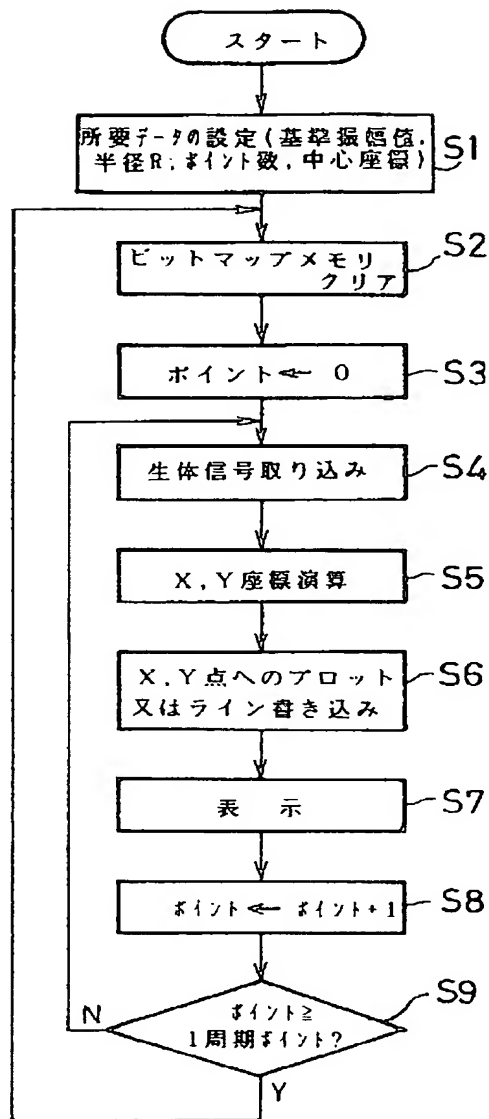 スタート
所要データの設定(基準振幅値,
半径R,ポイント数,中心座標)
S1
ビットマップメモリ
クリア
S2
ポイント← 0
S3
生体信号取り込み
S4
X,Y座標演算
S5
X,Y点へのプロット
又はライン書き込み
S6
表 示
S7
ポイント← ポイント+1
S8
ポイント≧
1周期ポイント?
S9
N
Y